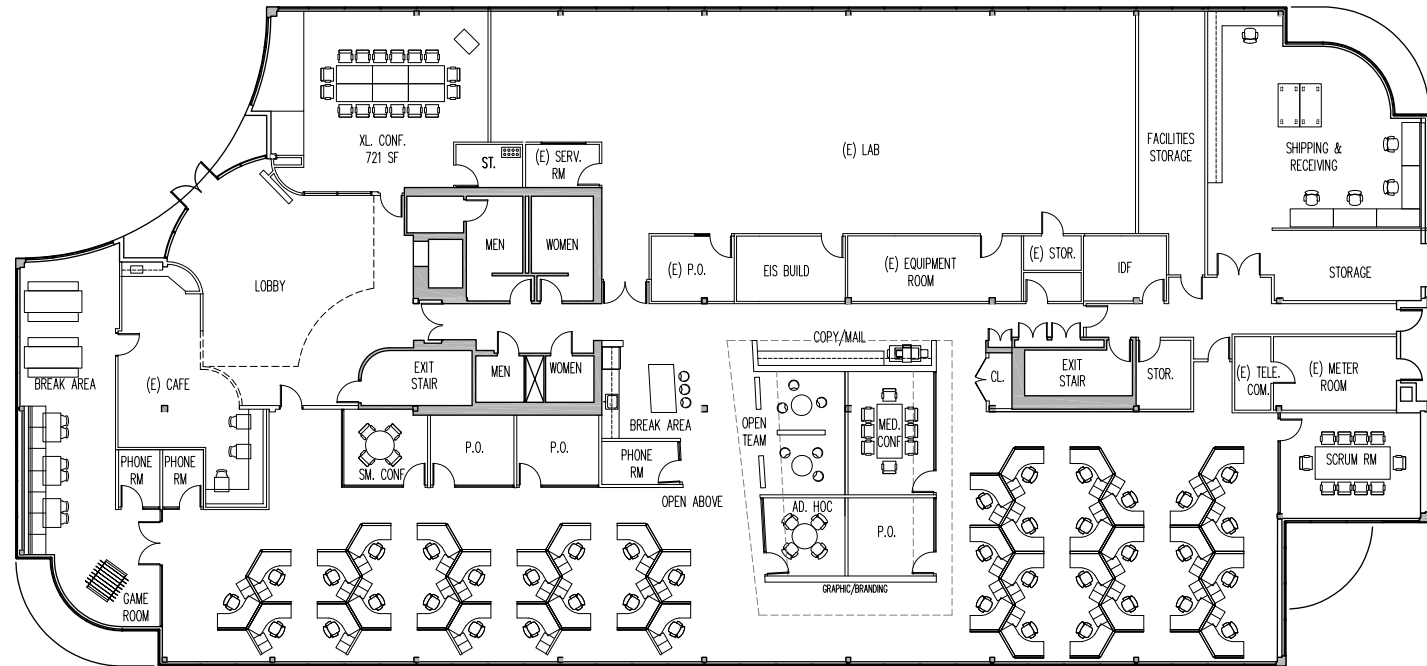 XL. CONF.
721 SF
ST.
(E) SERV.
RM
(E) LAB
FACILITIES
STORAGE
SHIPPING &
RECEIVING
MEN
WOMEN
(E) P.O.
EIS BUILD
(E) EQUIPMENT
ROOM
(E) STOR.
IDF
STORAGE
LOBBY
BREAK AREA
(E) CAFE
EXIT
STAIR
MEN
WOMEN
COPY/MAIL
BREAK AREA
OPEN
TEAM
MED.
CONF
CL.
EXIT
STAIR
STOR.
(E) TELE.
COM.
(E) METER
ROOM
PHONE
RM
PHONE
RM
SM. CONF
P.O.
P.O.
PHONE
RM
SCRUM RM
OPEN ABOVE
AD. HOC
P.O.
GRAPHIC/BRANDING
GAME
ROOM